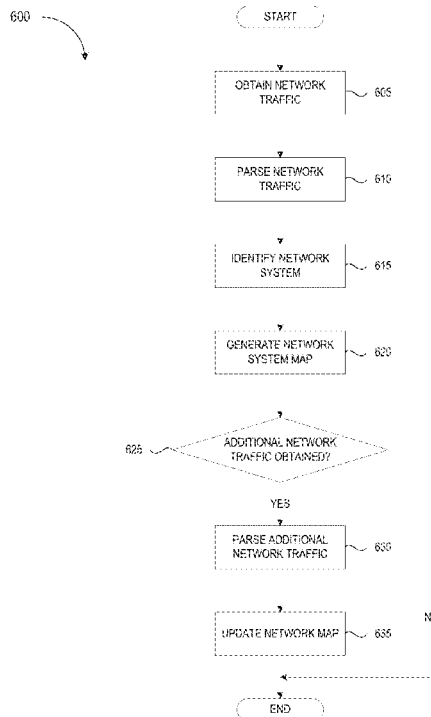 600
START
OBTAIN NETWORK
TRAFFIC
605
PARSE NETWORK
TRAFFIC
610
IDENTIFY NETWORK
SYSTEM
615
GENERATE NETWORK
SYSTEM MAP
620
625
ADDITIONAL NETWORK
TRAFFIC OBTAINED?
YES
PARSE ADDITIONAL
NETWORK TRAFFIC
630
N
UPDATE NETWORK MAP
635
END